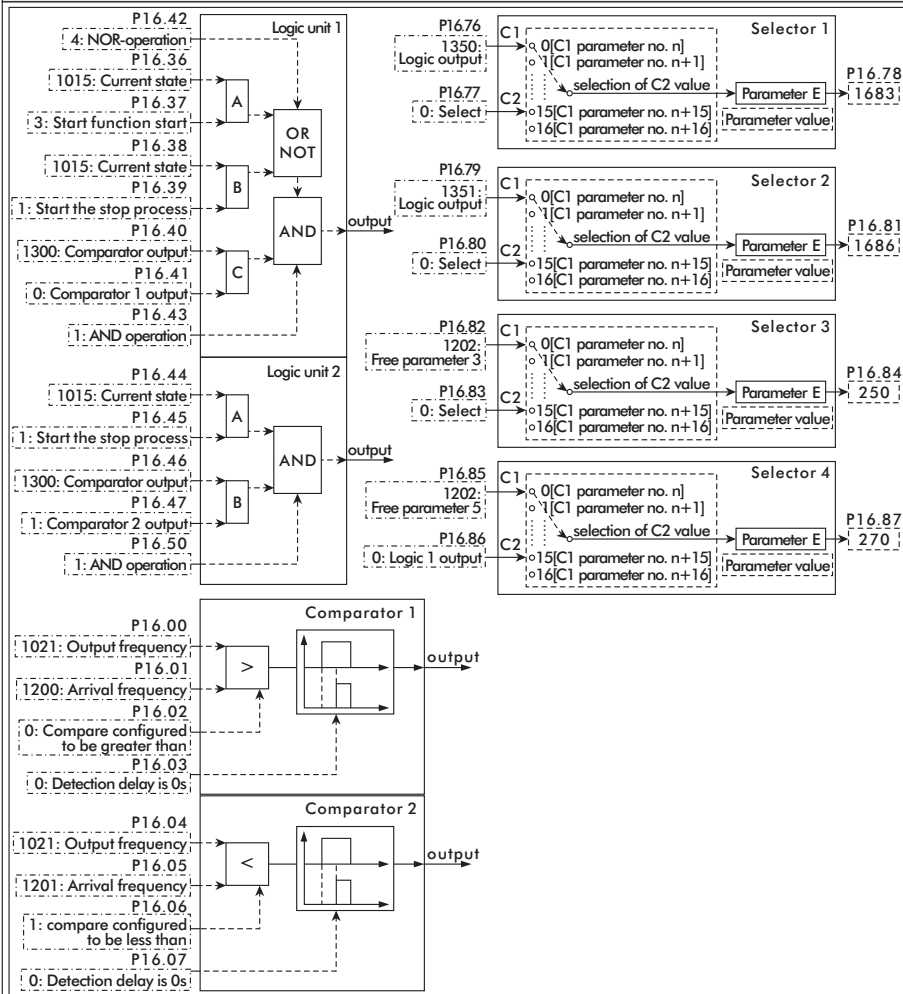 P16.42
4: NOR-operation
P16.36
1015: Current state
P16.37
3: Start function start
P16.38
1015: Current state
P16.39
1: Start the stop process
P16.40
1300: Comparator output
P16.41
0: Comparator 1 output
P16.43
1: AND operation
Logic unit 1
A
B
C
OR
NOT
AND
output
P16.44
1015: Current state
P16.45
1: Start the stop process
P16.46
1300: Comparator output
P16.47
1: Comparator 2 output
P16.50
1: AND operation
Logic unit 2
A
B
AND
output
P16.76
1350:
Logic output
P16.77
0: Select
C1
C2
Selector 1
0[C1 parameter no. n]
1[C1 parameter no. n+1]
selection of C2 value
15[C1 parameter no. n+15]
16[C1 parameter no. n+16]
Parameter E
Parameter value
P16.78
1683
P16.79
1351:
Logic output
P16.80
0: Select
C1
C2
Selector 2
0[C1 parameter no. n]
1[C1 parameter no. n+1]
selection of C2 value
15[C1 parameter no. n+15]
16[C1 parameter no. n+16]
Parameter E
Parameter value
P16.81
1686
P16.82
1202:
Free parameter 3
P16.83
0: Select
C1
C2
Selector 3
0[C1 parameter no. n]
1[C1 parameter no. n+1]
selection of C2 value
15[C1 parameter no. n+15]
16[C1 parameter no. n+16]
Parameter E
Parameter value
P16.84
250
P16.85
1202:
Free parameter 5
P16.86
0: Logic 1 output
C1
C2
Selector 4
0[C1 parameter no. n]
1[C1 parameter no. n+1]
selection of C2 value
15[C1 parameter no. n+15]
16[C1 parameter no. n+16]
Parameter E
Parameter value
P16.87
270
P16.00
1021: Output frequency
P16.01
1200: Arrival frequency
P16.02
0: Compare configured
to be greater than
P16.03
0: Detection delay is 0s
Comparator 1
>
output
P16.04
1021: Output frequency
P16.05
1201: Arrival frequency
P16.06
1: compare configured
to be less than
P16.07
0: Detection delay is 0s
Comparator 2
<
output